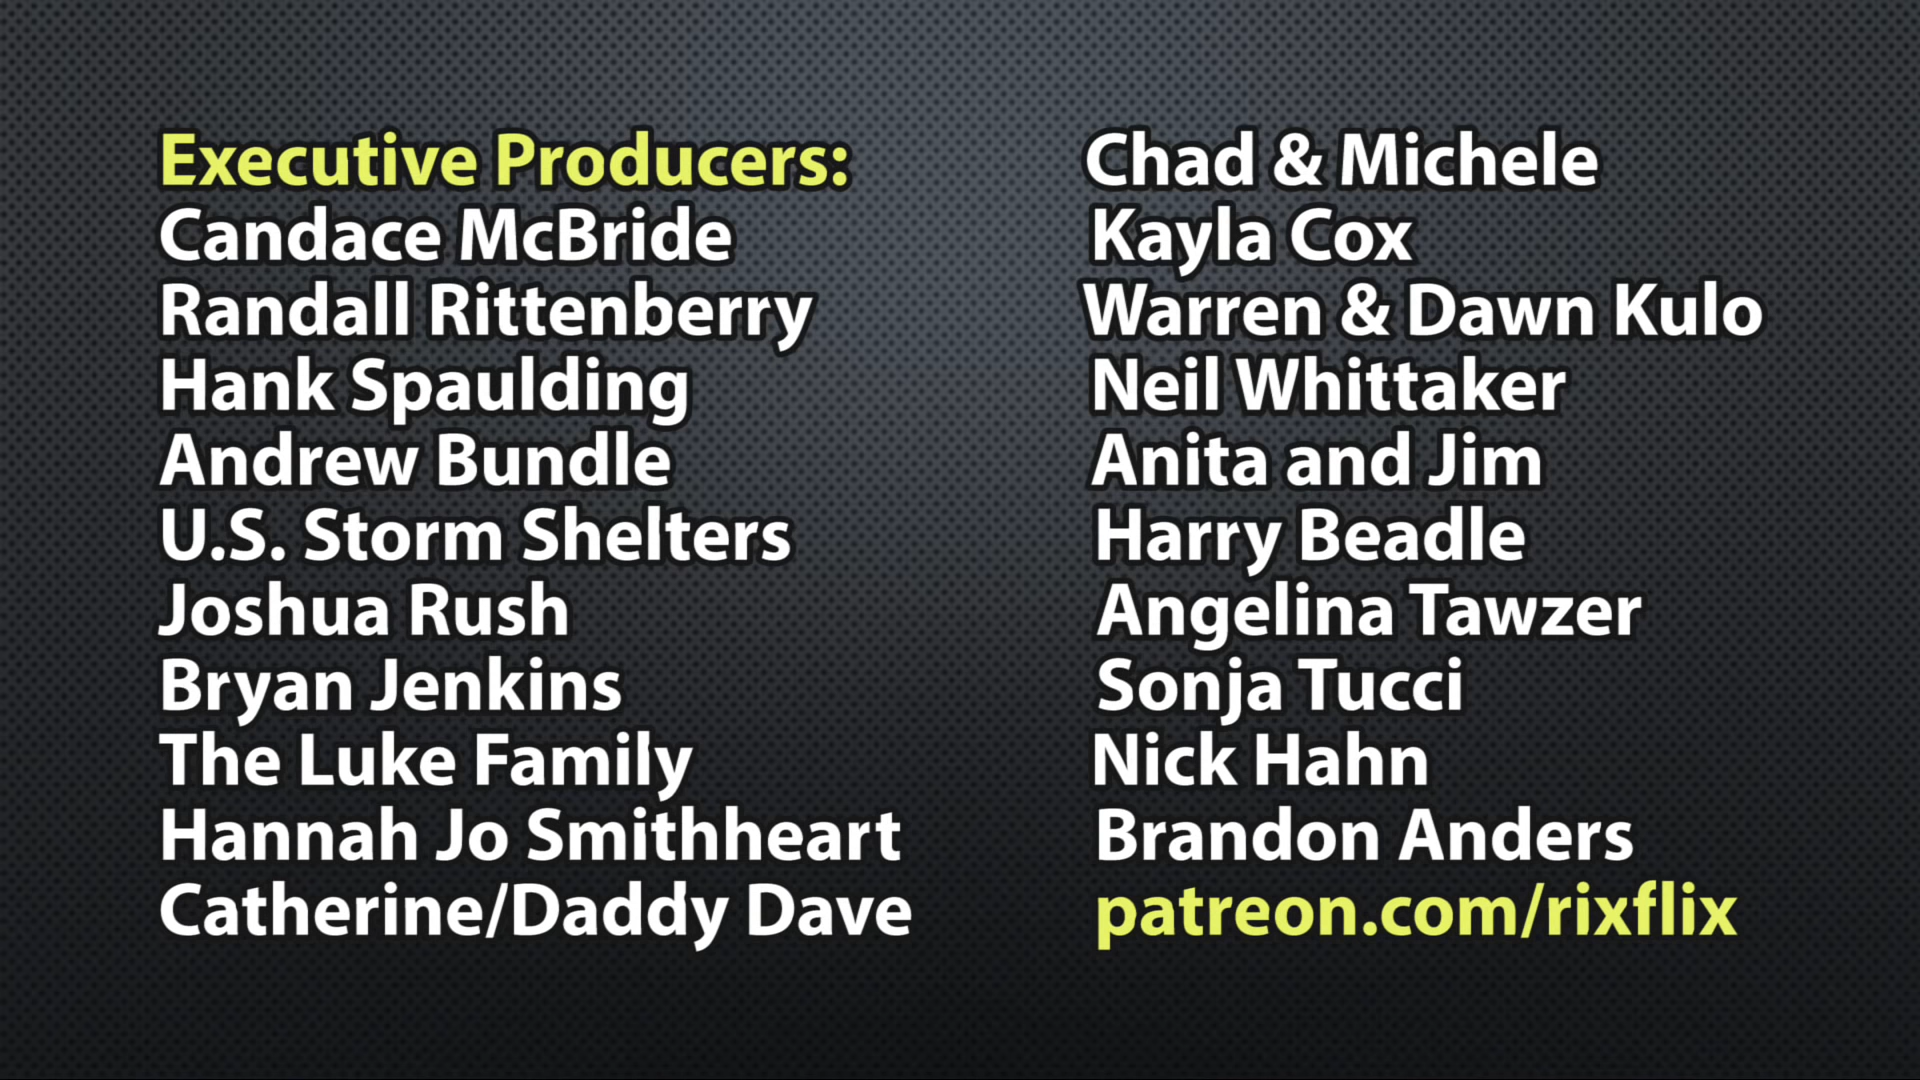 Executive Producers:
Candace McBride
Randall Rittenberry
Hank Spaulding
Andrew Bundle
U.S. Storm Shelters
Joshua Rush
Bryan Jenkins
The Luke Family
Hannah Jo Smithheart
Catherine/Daddy Dave
Chad & Michele
Kayla Cox
Warren & Dawn Kulo
Neil Whittaker
Anita and Jim
Harry Beadle
Angelina Tawzer
Sonja Tucci
Nick Hahn
Brandon Anders
patreon.com/rixflix